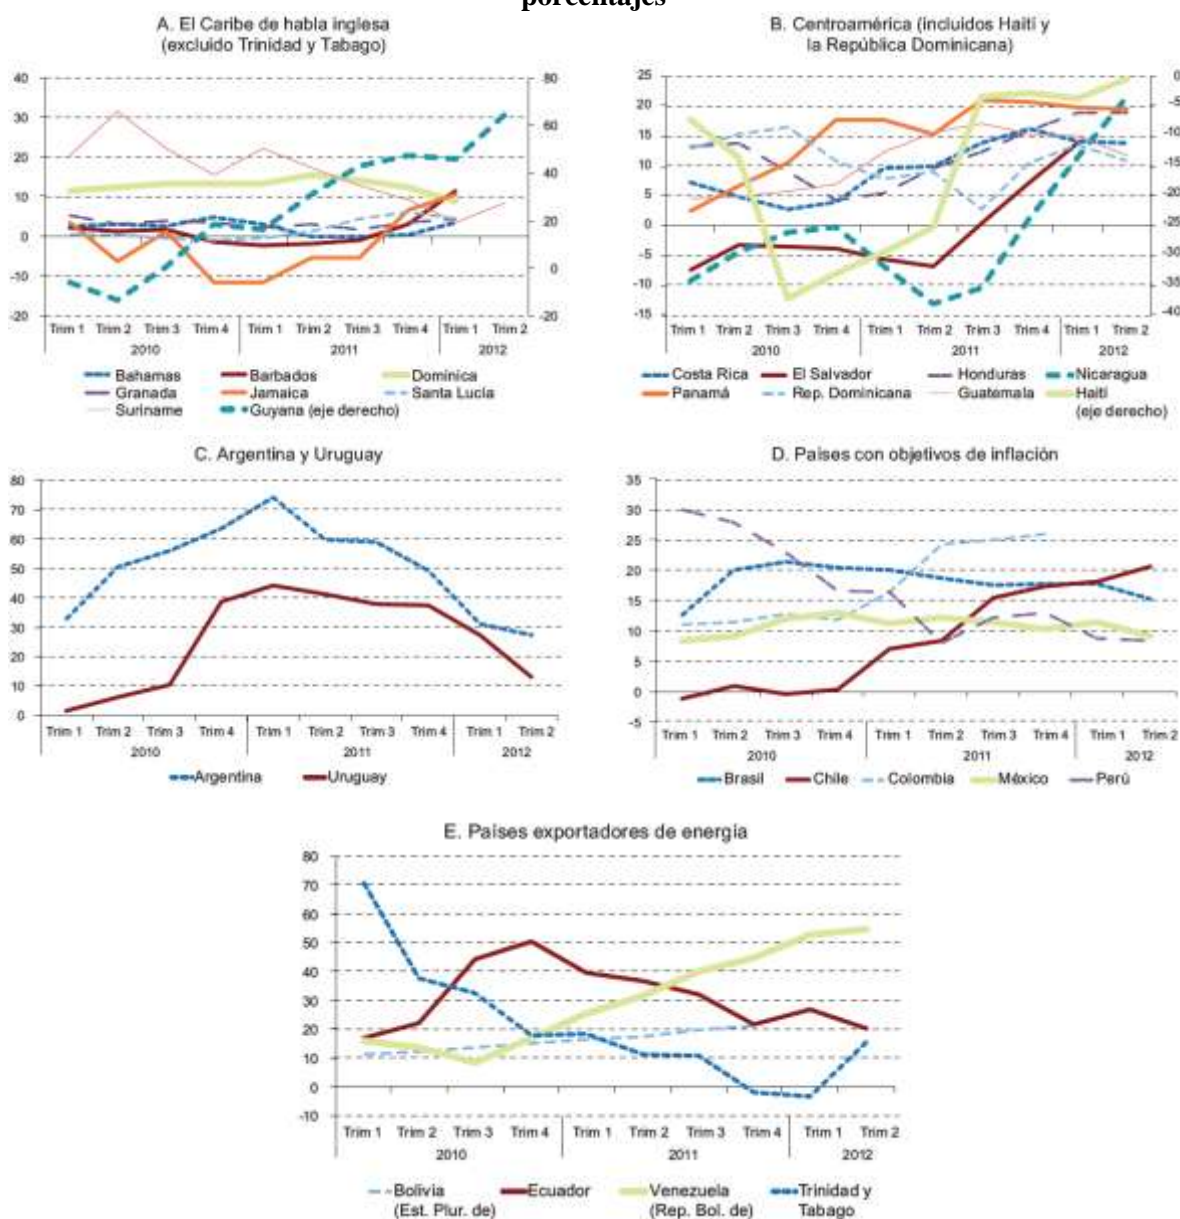 porcentajes
A. El Caribe de habla inglesa
(excluido Trinidad y Tabago)
40
30
20
10
0
-10
-20
80
60
40
20
0
-20
Trim 1 Trim 2 Trim 3 Trim 4 Trim 1 Trim 2 Trim 3 Trim 4 Trim 1 Trim 2
2010 2011 2012
Bahamas Barbados Dominica
Granada Jamaica Santa Lucía
Suriname Guyana (eje derecho)
B. Centroamérica (incluidos Haití y
la República Dominicana)
25
20
15
10
5
0
-5
-10
-15
0
-5
-10
-15
-20
-25
-30
-35
-40
Trim 1 Trim 2 Trim 3 Trim 4 Trim 1 Trim 2 Trim 3 Trim 4 Trim 1 Trim 2
2010 2011 2012
Costa Rica El Salvador Honduras Nicaragua
Panamá Rep. Dominicana Guatemala Haití
(eje derecho)
C. Argentina y Uruguay
80
70
60
50
40
30
20
10
0
Trim 1 Trim 2 Trim 3 Trim 4 Trim 1 Trim 2 Trim 3 Trim 4 Trim 1 Trim 2
2010 2011 2012
Argentina Uruguay
D. Países con objetivos de inflación
35
30
25
20
15
10
5
0
-5
Trim 1 Trim 2 Trim 3 Trim 4 Trim 1 Trim 2 Trim 3 Trim 4 Trim 1 Trim 2
2010 2011 2012
Brasil Chile Colombia México Perú
E. Países exportadores de energía
80
70
60
50
40
30
20
10
0
-10
Trim 1 Trim 2 Trim 3 Trim 4 Trim 1 Trim 2 Trim 3 Trim 4 Trim 1 Trim 2
2010 2011 2012
Bolivia Ecuador Venezuela Trinidad y
(Est. Plur. de) (Rep. Bol. de) Tabago